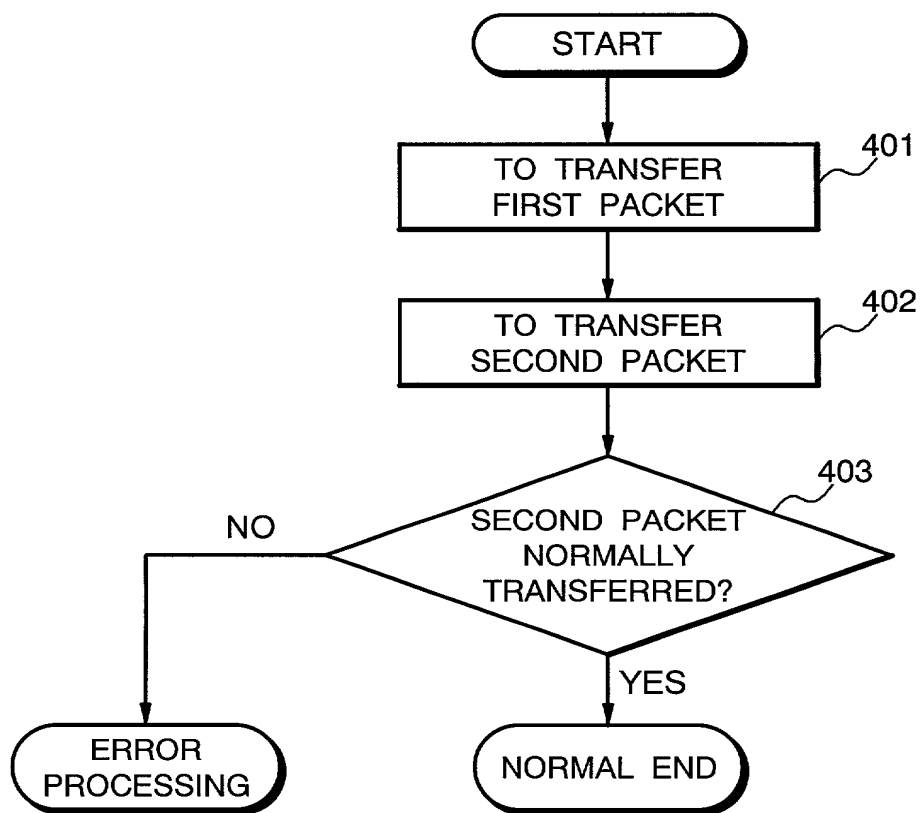 START
401
TO TRANSFER
FIRST PACKET
402
TO TRANSFER
SECOND PACKET
403
SECOND PACKET
NORMALLY
TRANSFERRED?
NO
YES
ERROR
PROCESSING
NORMAL END